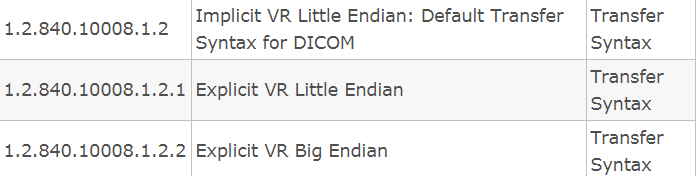 1.2.840.10008.1.2 Implicit VR Little Endian: Default Transfer Syntax for DICOM Transfer Syntax
1.2.840.10008.1.2.1 Explicit VR Little Endian Transfer Syntax
1.2.840.10008.1.2.2 Explicit VR Big Endian Transfer Syntax